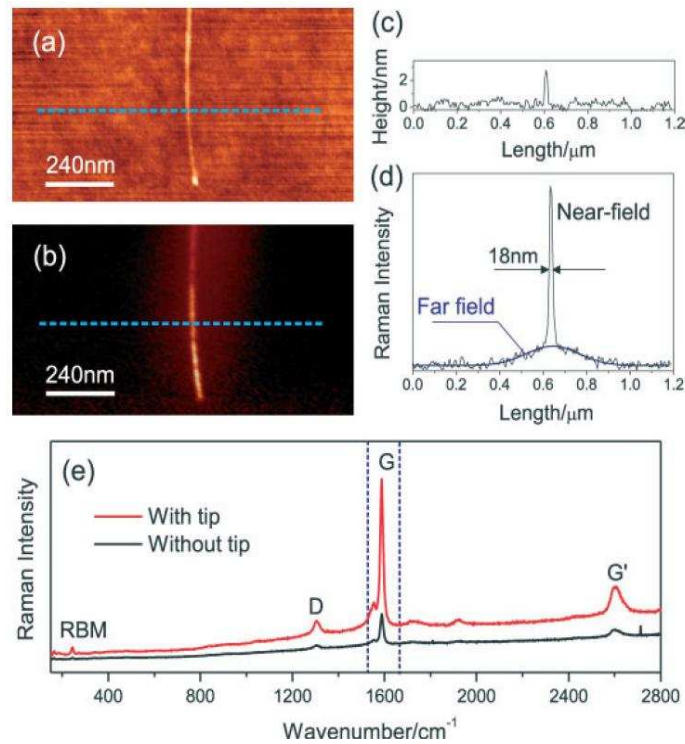 (a)
240nm
(b)
240nm
(c)
Height/nm
2
0
0.0 0.2 0.4 0.6 0.8 1.0 1.2
Length/μm
(d)
Raman Intensity
Near-field
18nm
Far field
0.0 0.2 0.4 0.6 0.8 1.0 1.2
Length/μm
(e)
Raman Intensity
With tip
Without tip
RBM
D
G
G'
400 800 1200 1600 2000 2400 2800
Wavenumber/cm⁻¹